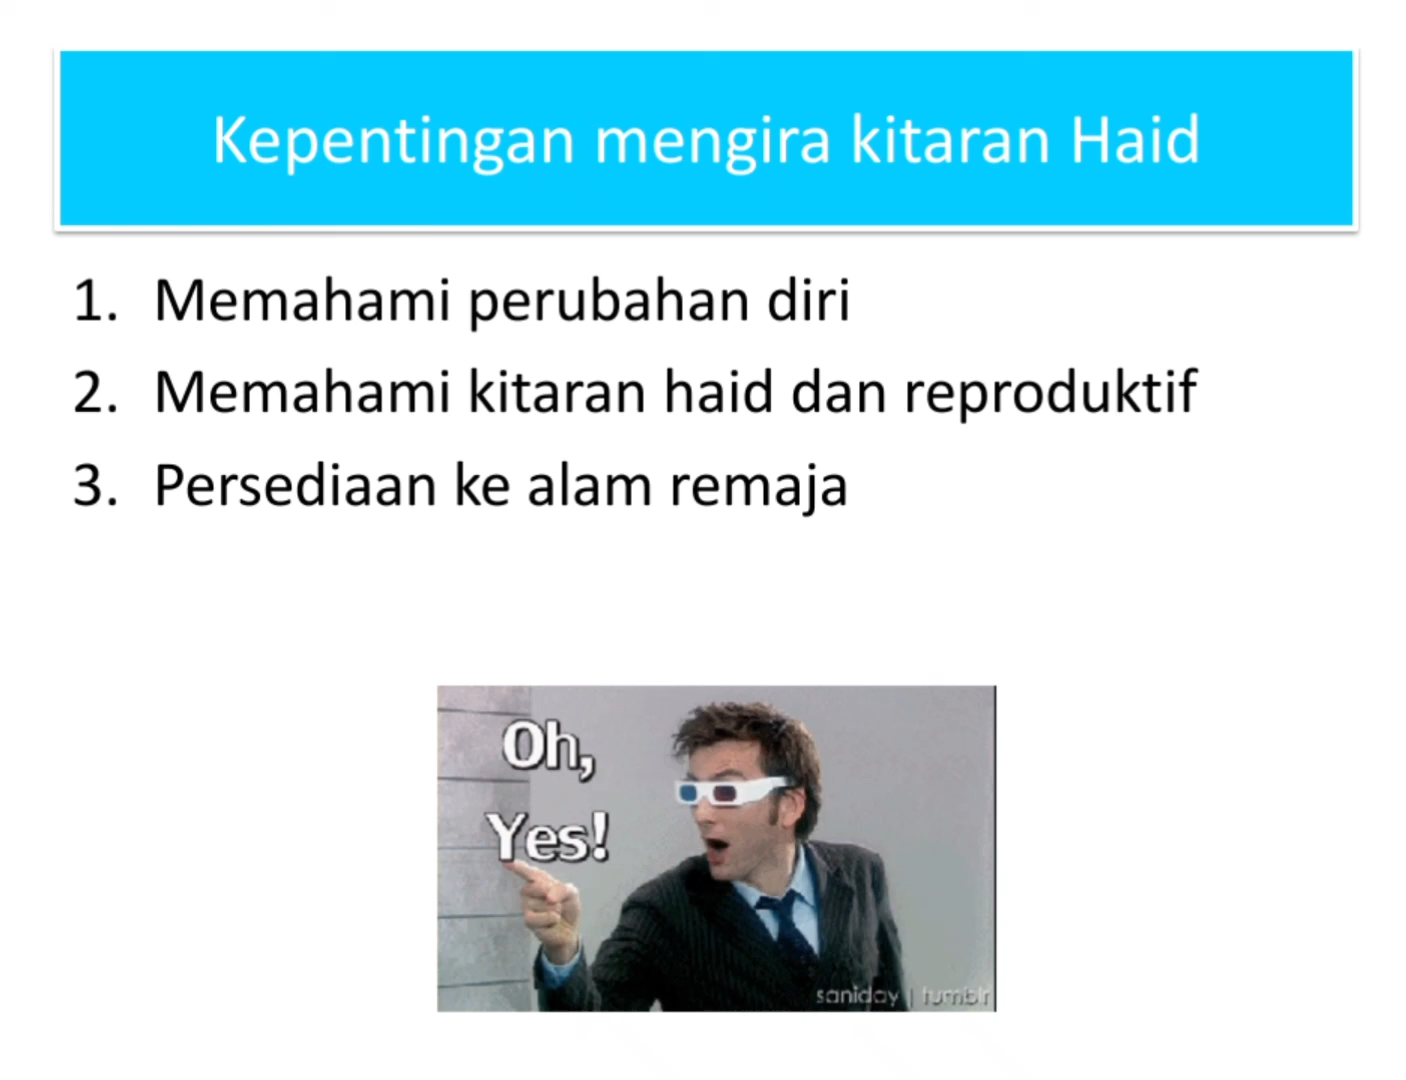 Kepentingan mengira kitaran Haid
1. Memahami perubahan diri
2. Memahami kitaran haid dan reproduktif
3. Persediaan ke alam remaja
Oh,
Yes!
saniday | tumblr